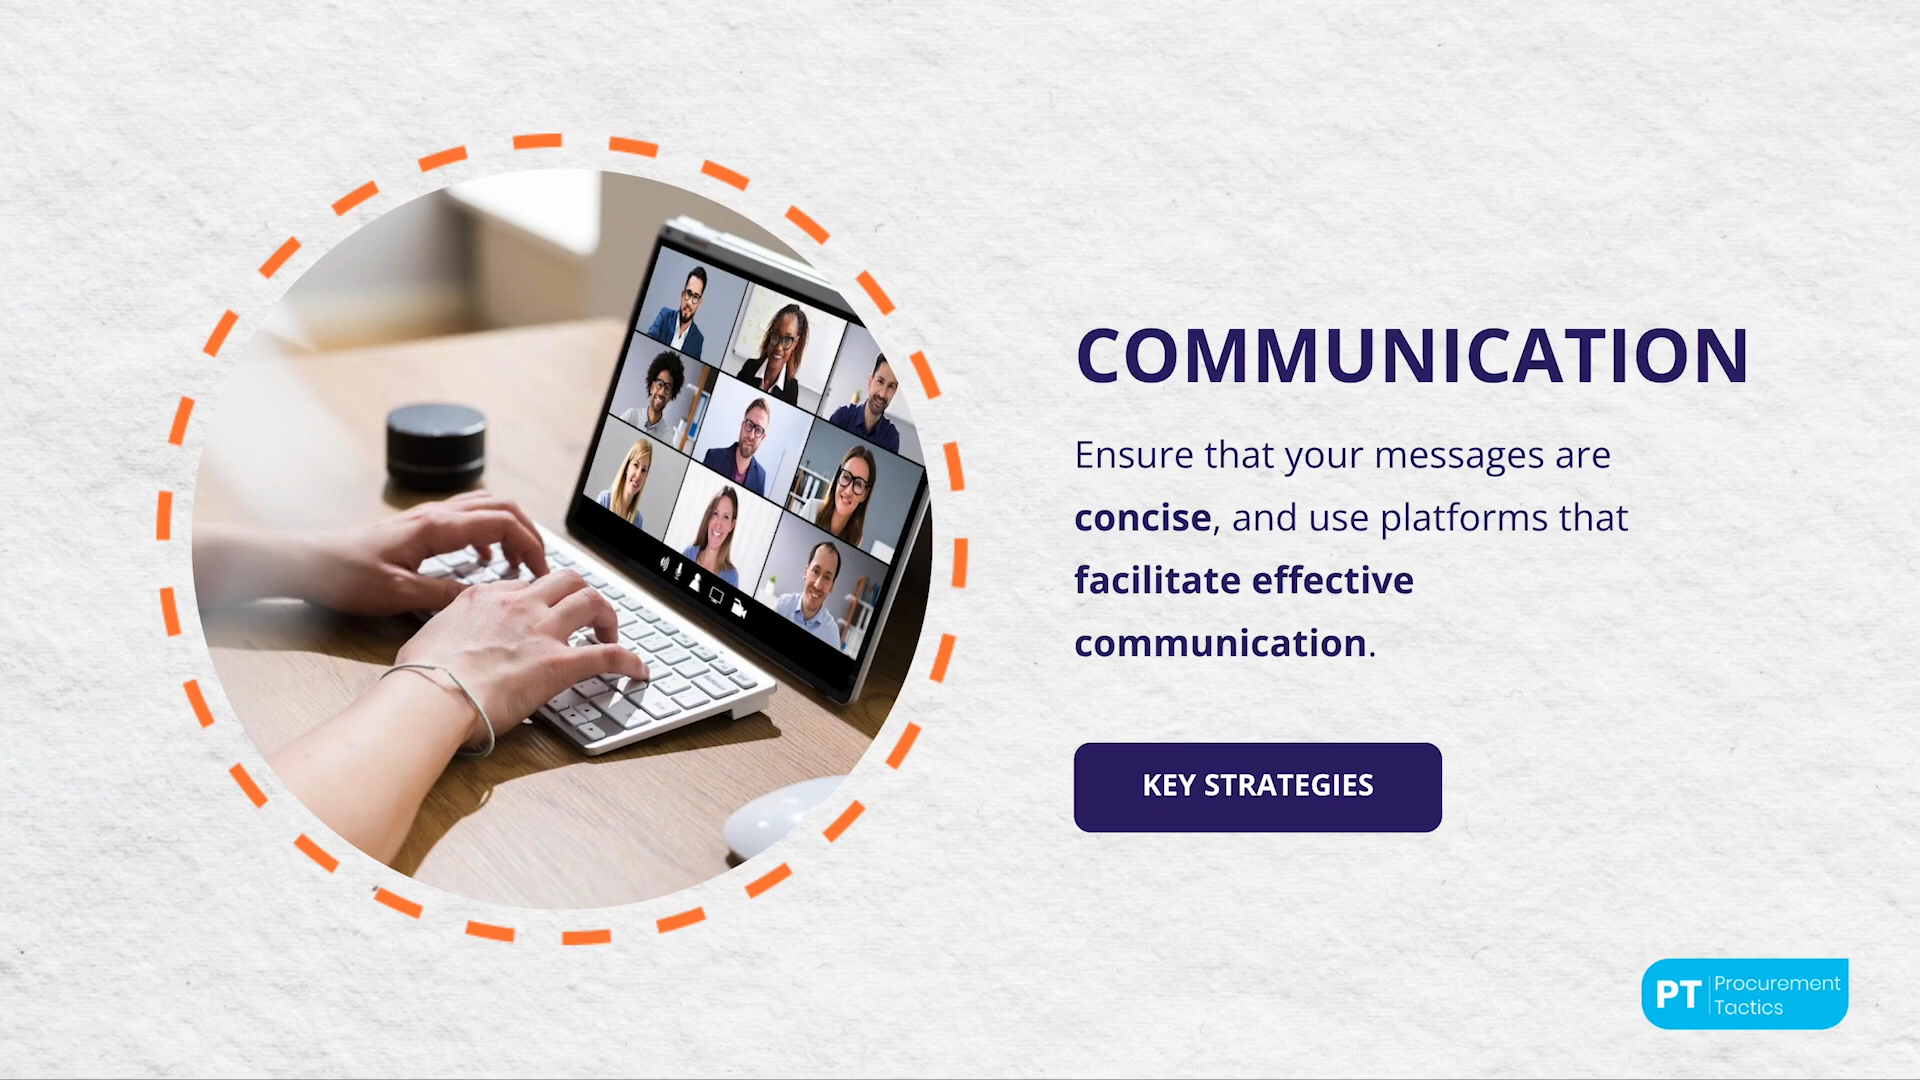 COMMUNICATION
Ensure that your messages are
concise, and use platforms that
facilitate effective
communication.
KEY STRATEGIES
PT
Procurement
Tactics